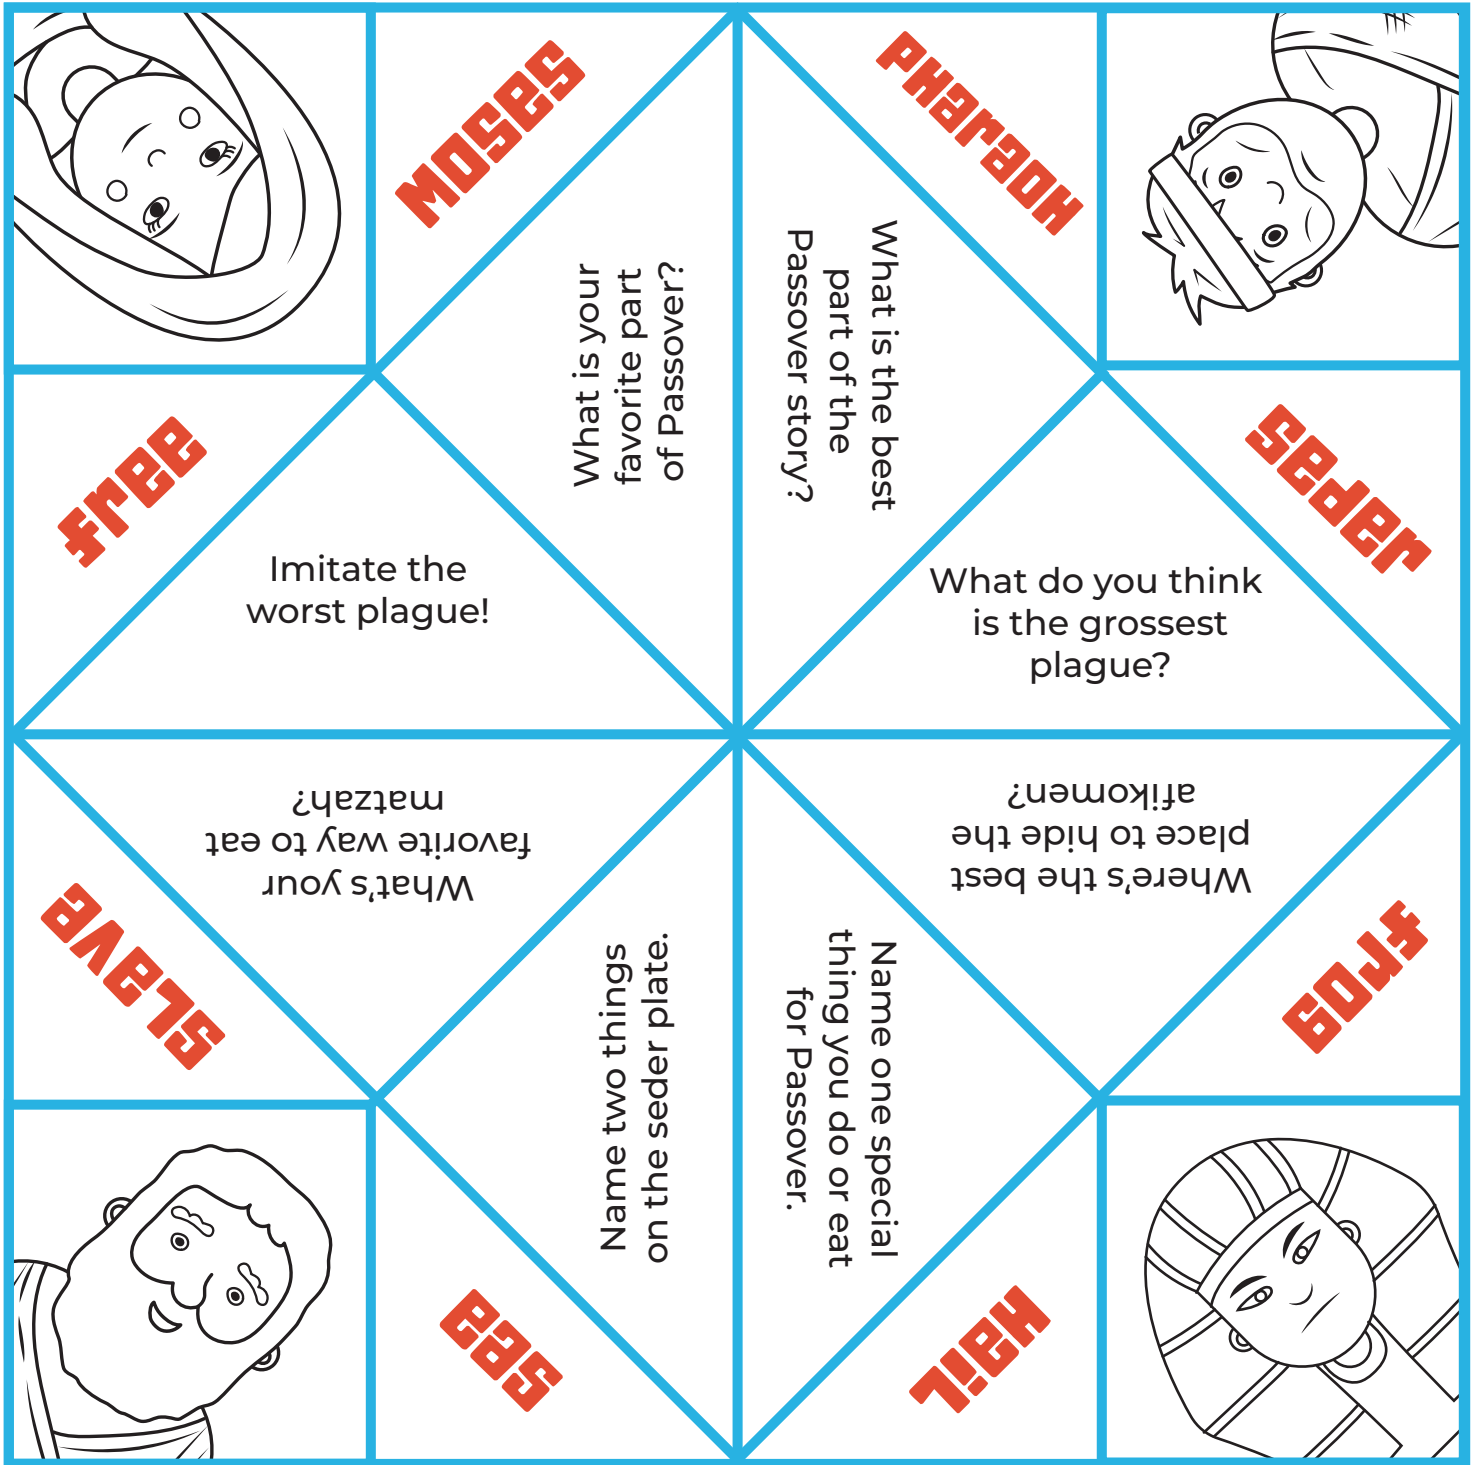 Moses
Pharaoh
What is your
favorite part
of Passover?
What is the best
part of the
Passover story?
free
Seder
Imitate the
worst plague!
What do you think
is the grossest
plague?
What's your
favorite way to eat
matzah?
Where's the best
place to hide the
afikomen?
Slave
frog
Name two things
on the seder plate.
Name one special
thing you do or eat
for Passover.
sea
Hail